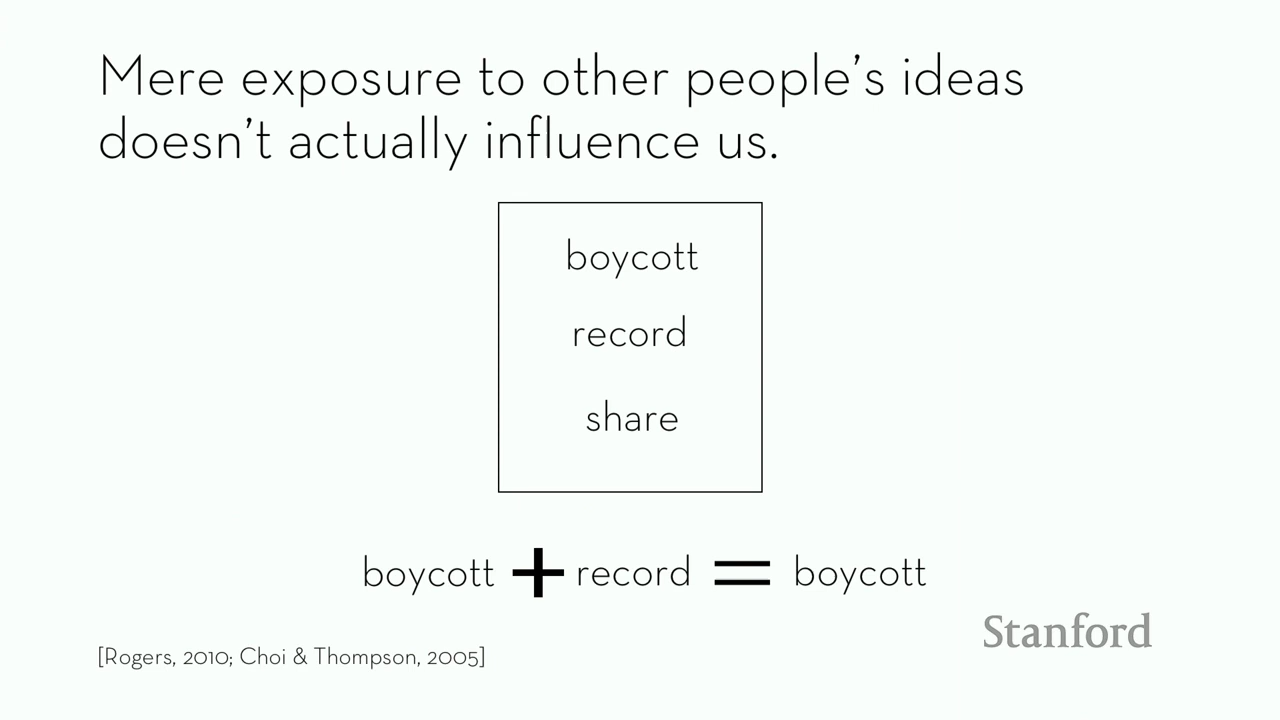 Mere exposure to other people’s ideas
doesn’t actually influence us.
boycott
record
share
boycott + record = boycott
Stanford
[Rogers, 2010; Choi & Thompson, 2005]